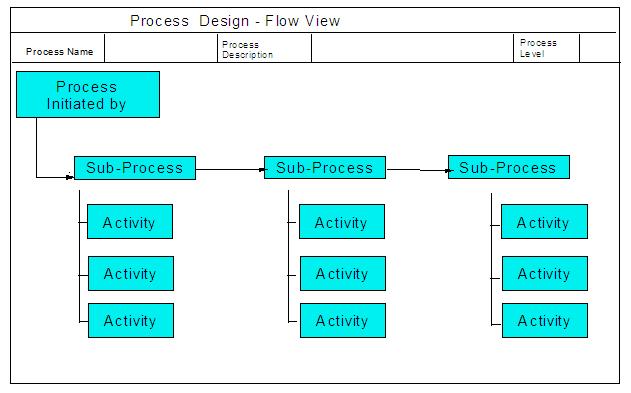 Process Design - Flow View
Process Name
Process
Description
Process
Level
Process
Initiated by
Sub-Process
Sub-Process
Sub-Process
Activity
Activity
Activity
Activity
Activity
Activity
Activity
Activity
Activity